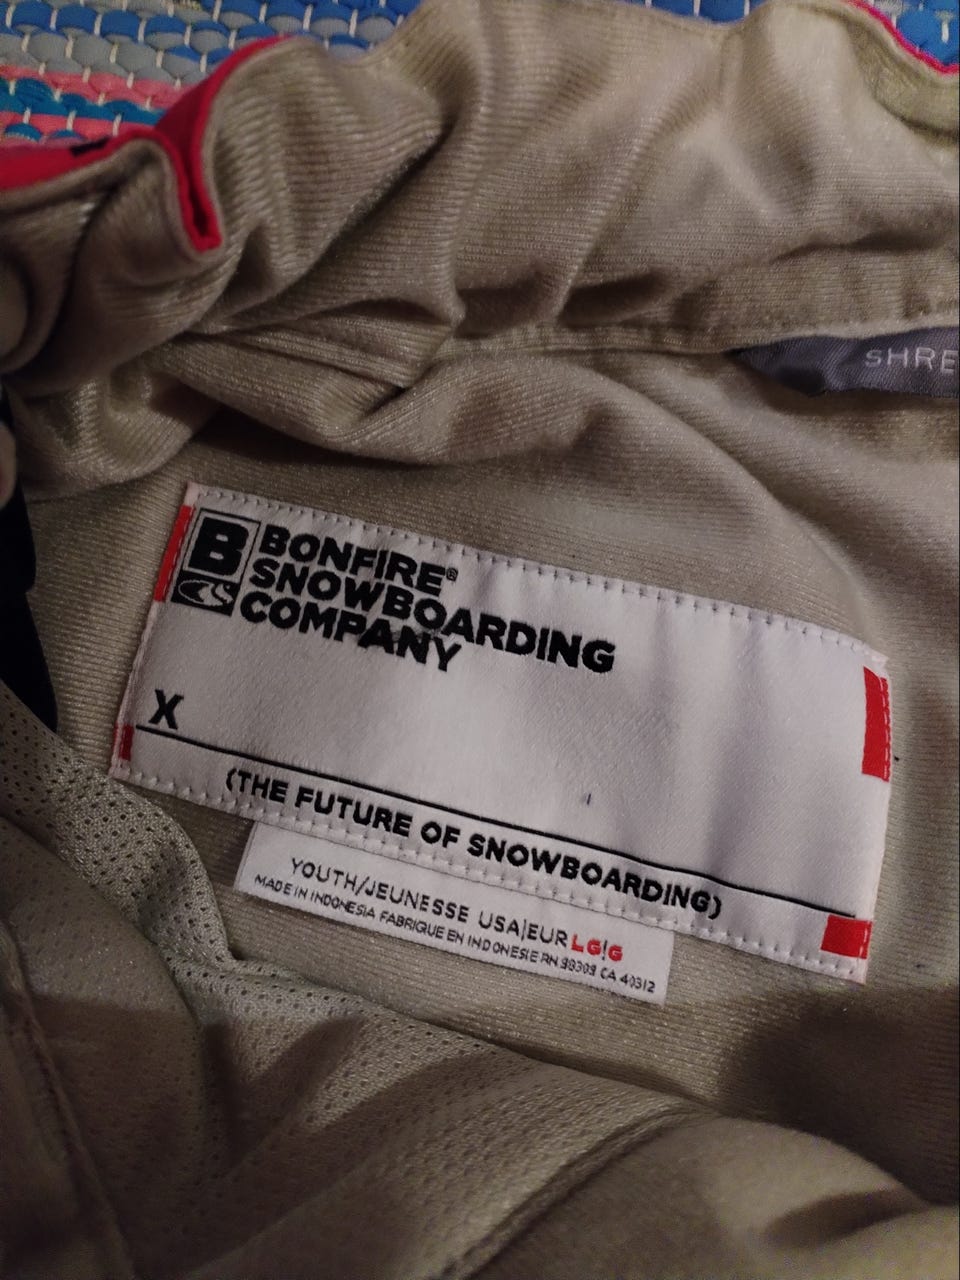 SHRE
B BONFIRE®
SNOWBOARDING
COMPANY
X
(THE FUTURE OF SNOWBOARDING)
YOUTH/JEUNESSE USA|EUR LG|G
MADE IN INDONESIA FABRIQUE EN INDONESIE RN 98309 CA 40312